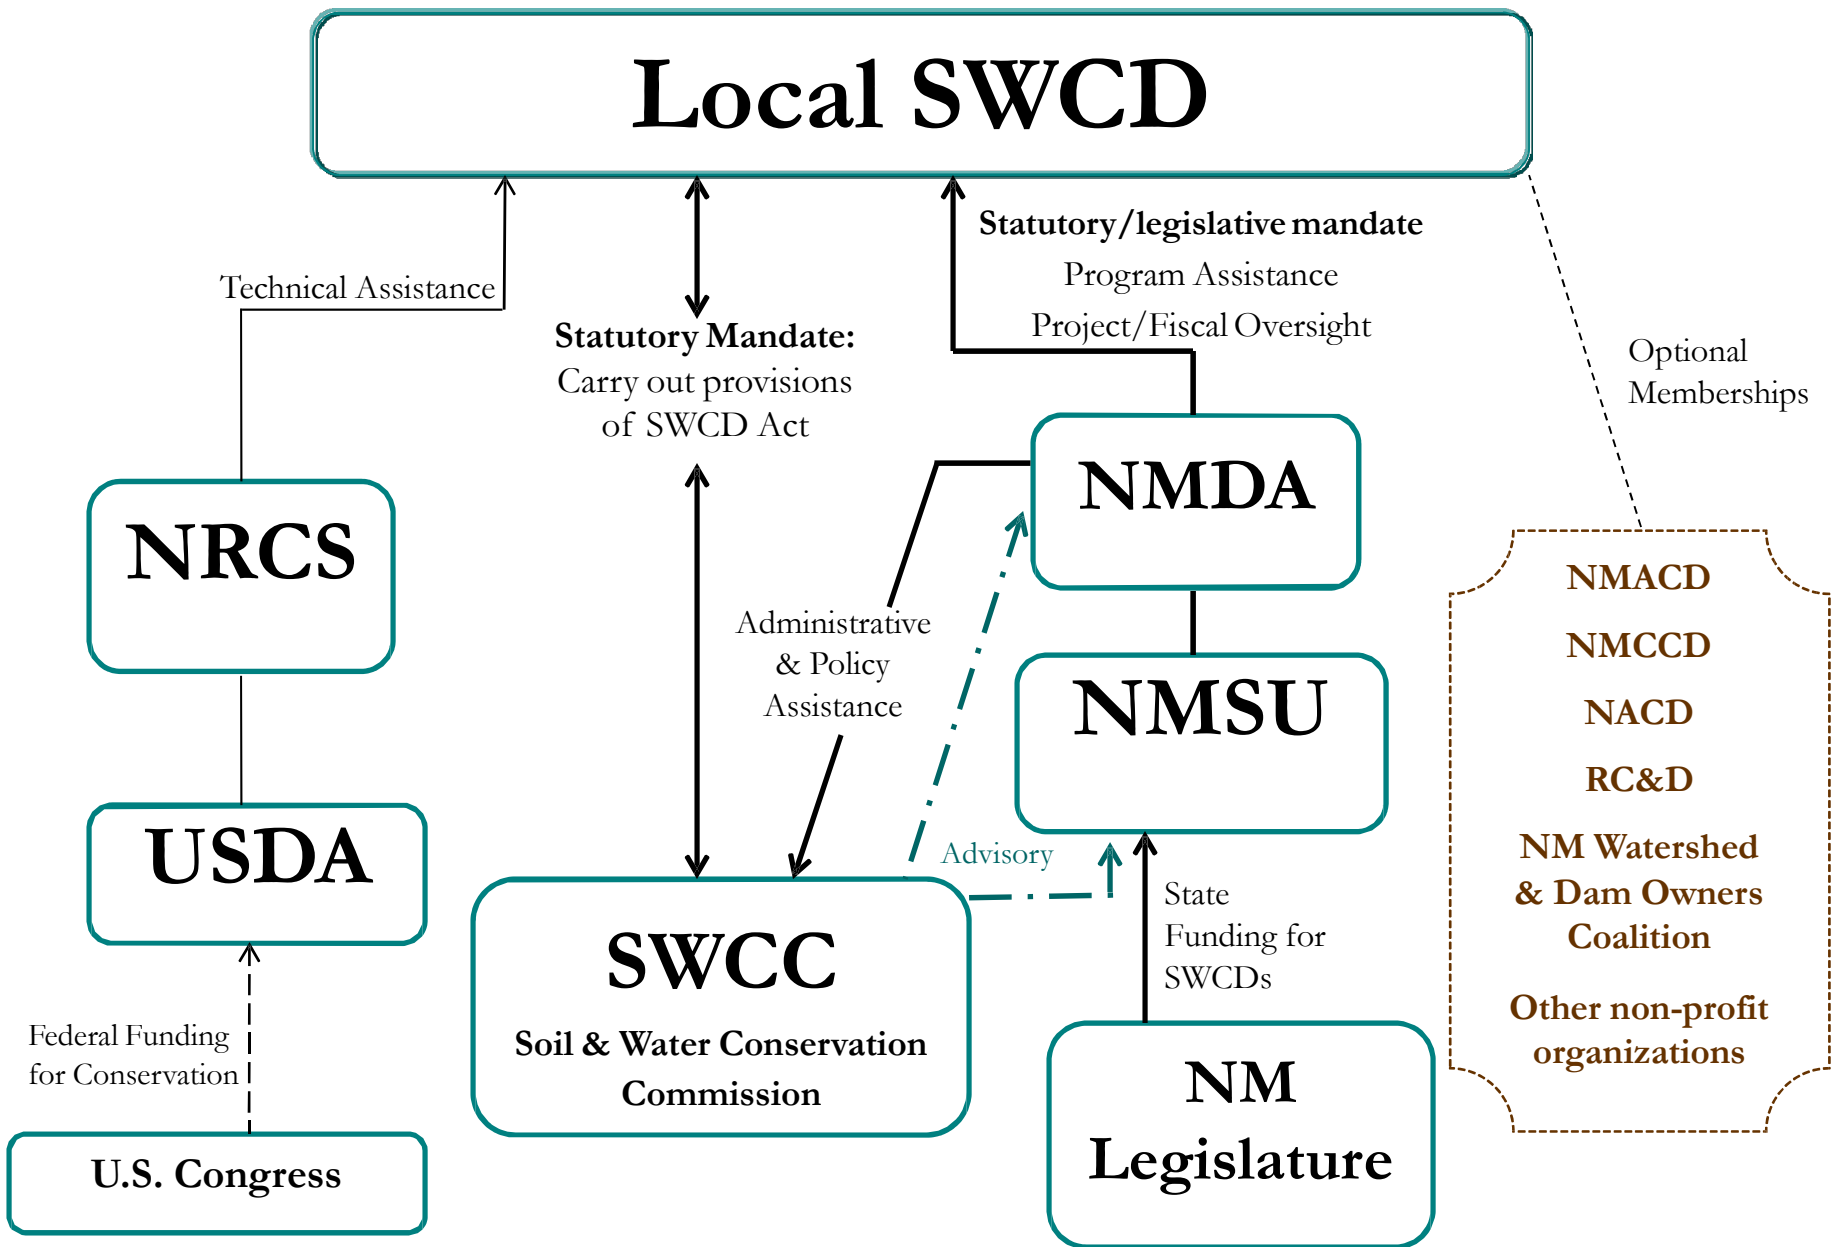 Local SWCD
Statutory/legislative mandate
Program Assistance
Project/Fiscal Oversight
Technical Assistance
Statutory Mandate:
Carry out provisions
of SWCD Act
Optional
Memberships
NRCS
NMDA
Administrative
& Policy
Assistance
NMSU
USDA
Advisory
SWCC
Soil & Water Conservation
Commission
State
Funding for
SWCDs
Federal Funding
for Conservation
U.S. Congress
NM
Legislature
NMACD
NMCCD
NACD
RC&D
NM Watershed
& Dam Owners
Coalition
Other non-profit
organizations